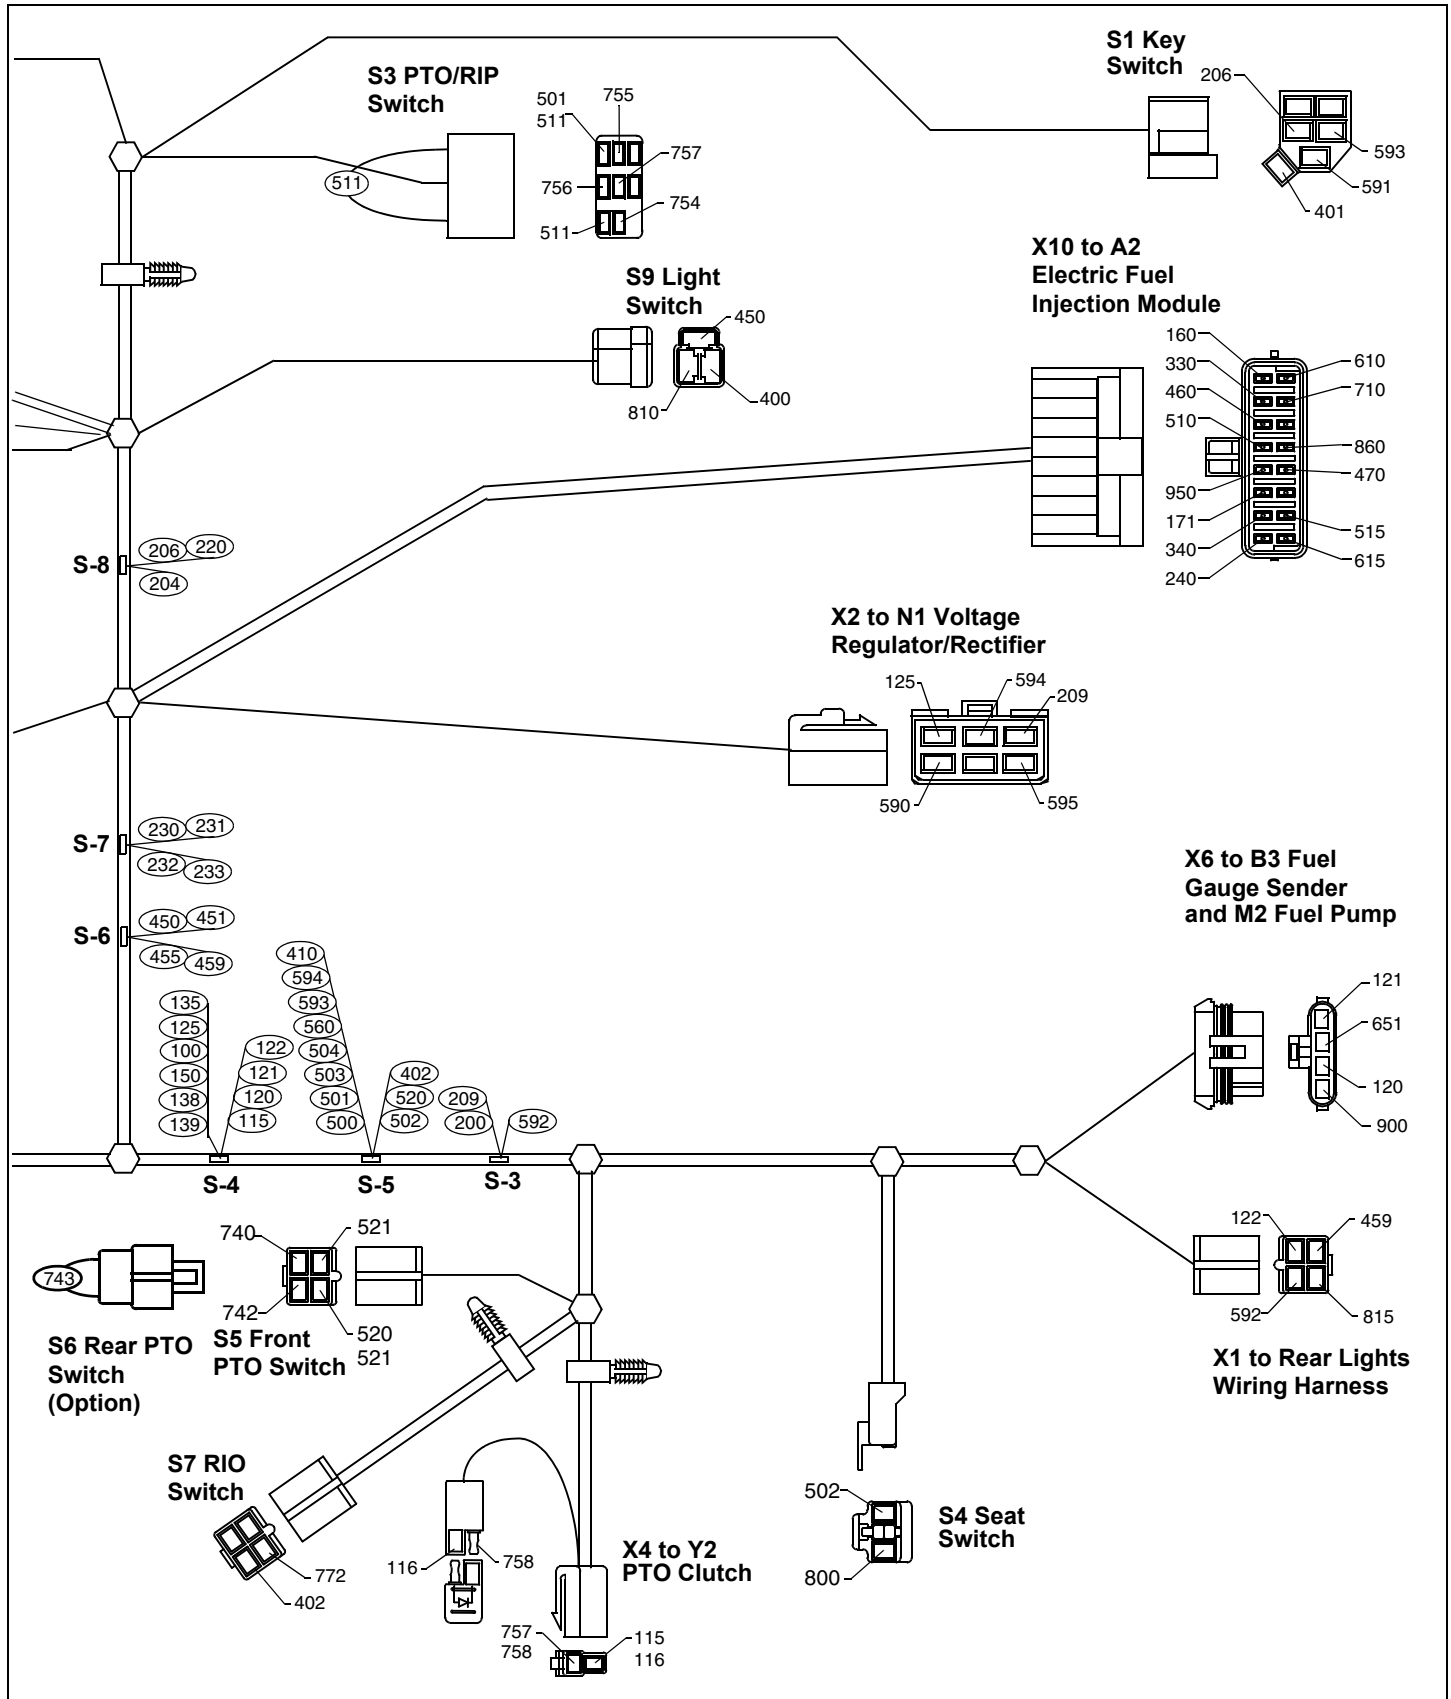 S1 Key
Switch
206
593
591
401
S3 PTO/RIP
Switch
501
511
755
757
756
754
511
511
S9 Light
Switch
450
400
810
X10 to A2
Electric Fuel
Injection Module
160
330
460
510
950
171
340
240
610
710
860
470
515
615
S-8
206
220
204
X2 to N1 Voltage
Regulator/Rectifier
125
594
209
590
595
S-7
230
231
232
233
S-6
450
451
455
459
X6 to B3 Fuel
Gauge Sender
and M2 Fuel Pump
121
651
120
900
135
125
100
150
138
139
122
121
120
115
S-4
410
594
593
560
504
503
501
500
402
520
502
S-5
209
200
592
S-3
743
S6 Rear PTO
Switch
(Option)
740
521
742
520
521
S5 Front
PTO Switch
122
459
592
815
X1 to Rear Lights
Wiring Harness
S7 RIO
Switch
772
402
116
758
X4 to Y2
PTO Clutch
757
758
115
116
502
800
S4 Seat
Switch